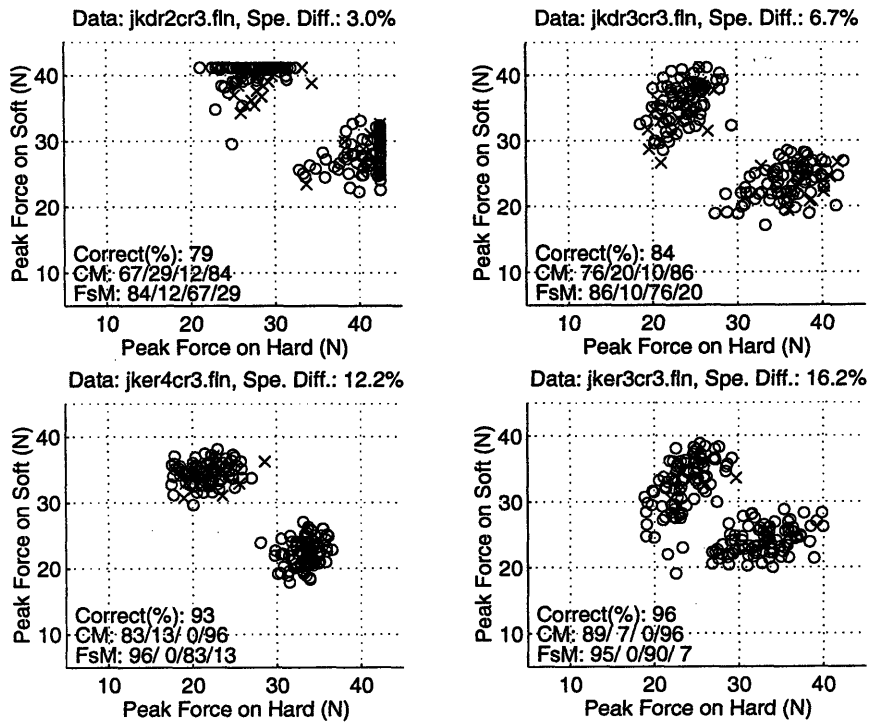 Data: jkdr2cr3.fln, Spe. Diff.: 3.0%
Peak Force on Soft (N)
40
30
20
10
Correct(%): 79
CM: 67/29/12/84
FsM: 84/12/67/29
10 20 30 40
Peak Force on Hard (N)
Data: jkdr3cr3.fln, Spe. Diff.: 6.7%
Peak Force on Soft (N)
40
30
20
10
Correct(%): 84
CM: 76/20/10/86
FsM: 86/10/76/20
10 20 30 40
Peak Force on Hard (N)
Data: jker4cr3.fln, Spe. Diff.: 12.2%
Peak Force on Soft (N)
40
30
20
10
Correct(%): 93
CM: 83/13/ 0/96
FsM: 96/ 0/83/13
10 20 30 40
Peak Force on Hard (N)
Data: jker3cr3.fln, Spe. Diff.: 16.2%
Peak Force on Soft (N)
40
30
20
10
Correct(%): 96
CM: 89/ 7/ 0/96
FsM: 95/ 0/90/ 7
10 20 30 40
Peak Force on Hard (N)